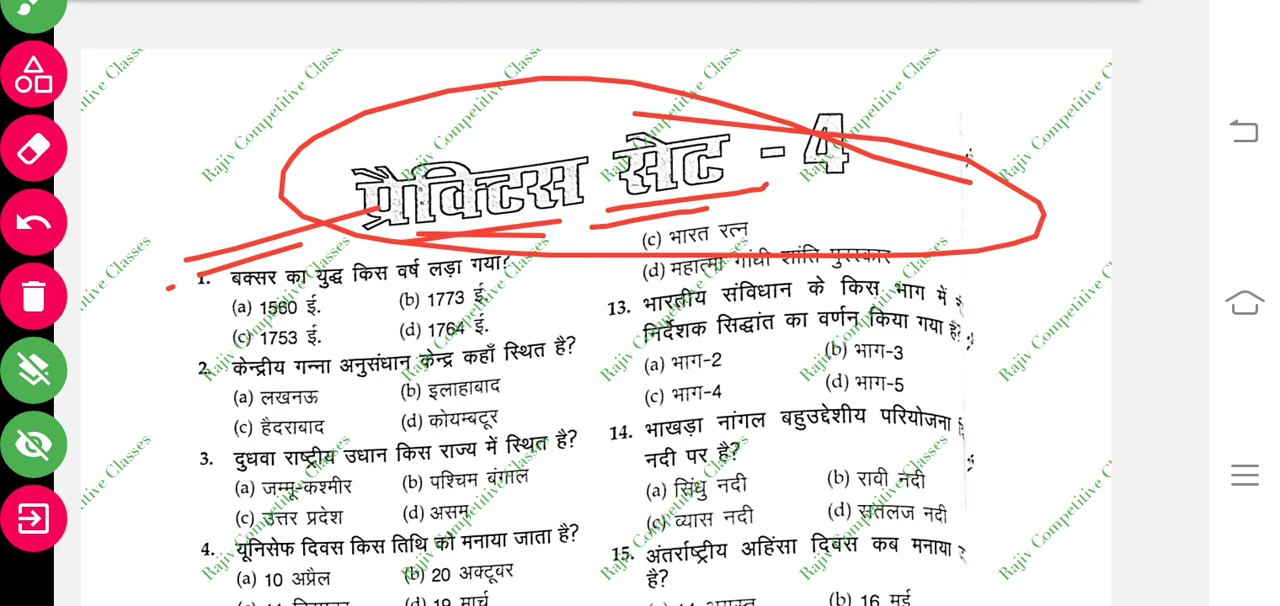 प्रैक्टिस सेट - 4
1. बक्सर का युद्ध किस वर्ष लड़ा गया?
(a) 1560 ई. (b) 1773 ई.
(c) 1753 ई. (d) 1764 ई.
2. केन्द्रीय गन्ना अनुसंधान केन्द्र कहाँ स्थित है?
(a) लखनऊ (b) इलाहाबाद
(c) हैदराबाद (d) कोयम्बटूर
3. दुधवा राष्ट्रीय उधान किस राज्य में स्थित है?
(a) जम्मू-कश्मीर (b) पश्चिम बंगाल
(c) उत्तर प्रदेश (d) असम
4. यूनिसेफ दिवस किस तिथि को मनाया जाता है?
(a) 10 अप्रैल (b) 20 अक्टूवर
(d) 19 मार्च
(c) भारत रत्न
(d) महात्मा गांधी शांति पुरस्कार
13. भारतीय संविधान के किस भाग में
निर्देशक सिद्धांत का वर्णन किया गया है?
(a) भाग-2 (b) भाग-3
(c) भाग-4 (d) भाग-5
14. भाखड़ा नांगल बहुउद्देशीय परियोजना
नदी पर है?
(a) सिंधु नदी (b) रावी नदी
(c) व्यास नदी (d) सतलज नदी
15. अंतर्राष्ट्रीय अहिंसा दिवस कब मनाया
है?
(b) 16 मई
Rajiv Competitive Classes